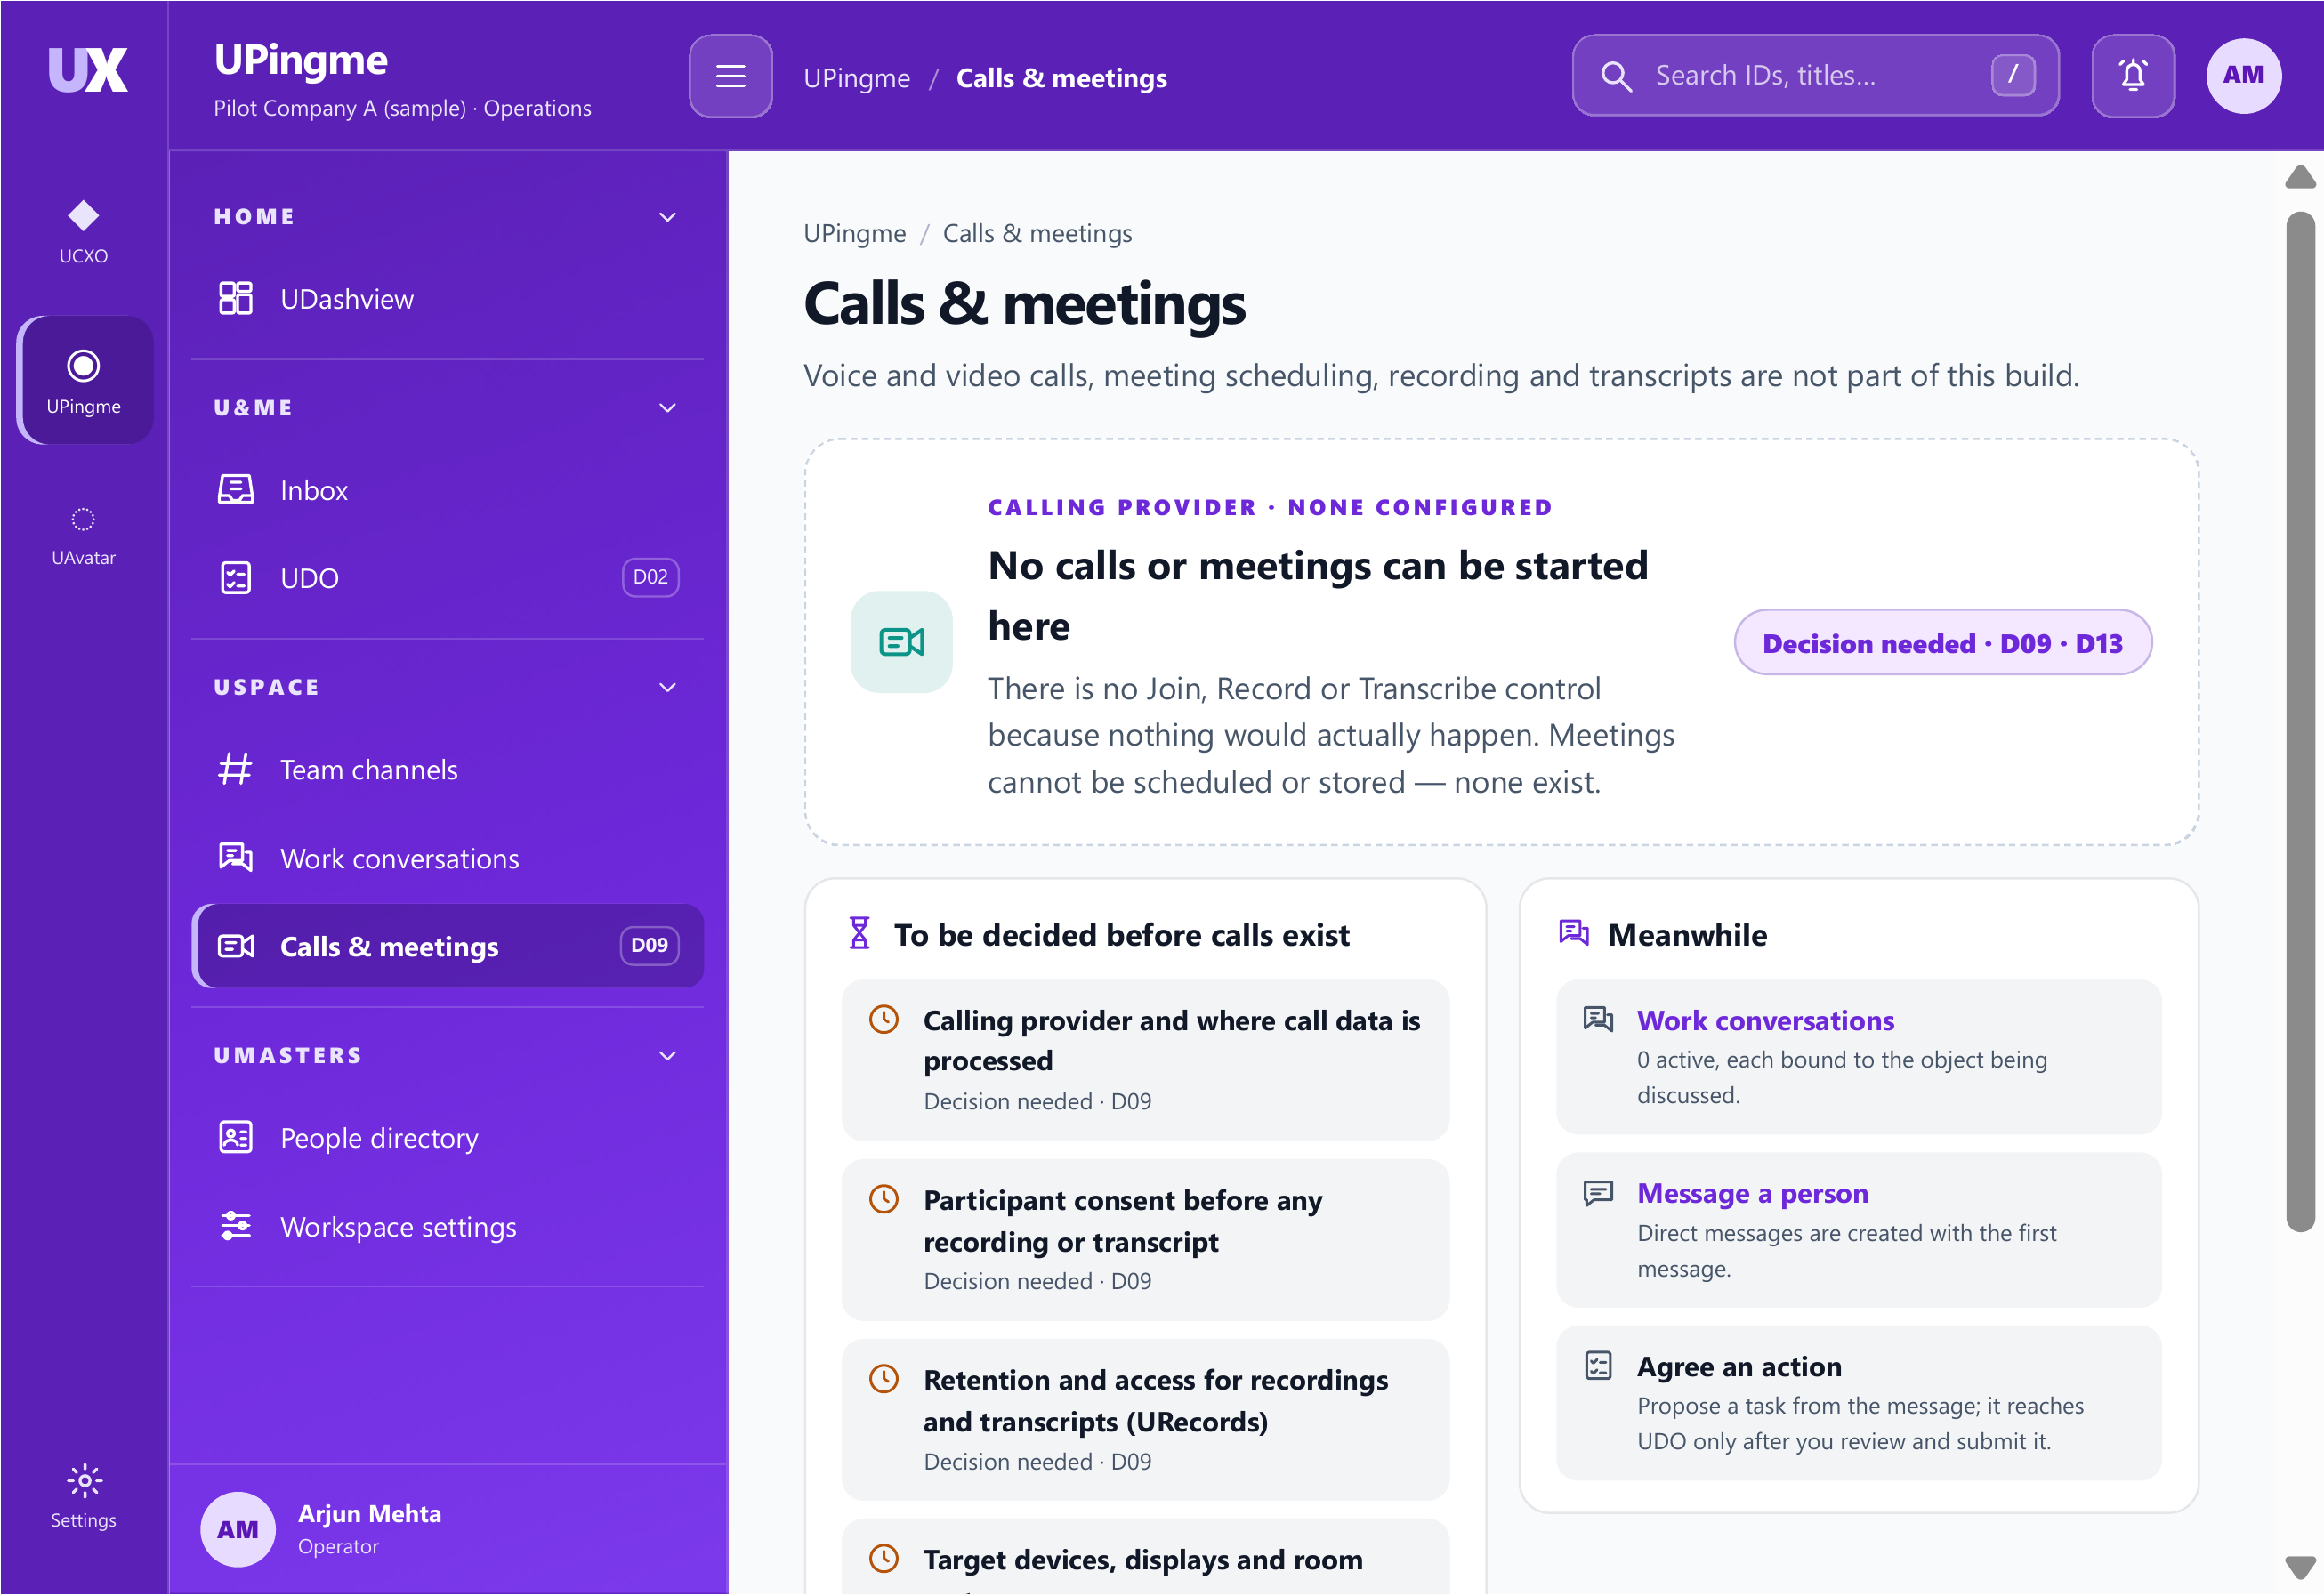 UX
UPingme
Pilot Company A (sample) · Operations
UPingme / Calls & meetings
Search IDs, titles...
/
AM
UCXO
UPingme
UAvatar
Settings
HOME
UDashview
U&ME
Inbox
UDO
D02
USPACE
Team channels
Work conversations
Calls & meetings
D09
UMASTERS
People directory
Workspace settings
AM
Arjun Mehta
Operator
UPingme / Calls & meetings
Calls & meetings
Voice and video calls, meeting scheduling, recording and transcripts are not part of this build.
CALLING PROVIDER · NONE CONFIGURED
No calls or meetings can be started
here
There is no Join, Record or Transcribe control
because nothing would actually happen. Meetings
cannot be scheduled or stored — none exist.
Decision needed · D09 · D13
To be decided before calls exist
Calling provider and where call data is
processed
Decision needed · D09
Participant consent before any
recording or transcript
Decision needed · D09
Retention and access for recordings
and transcripts (URecords)
Decision needed · D09
Target devices, displays and room
Meanwhile
Work conversations
0 active, each bound to the object being
discussed.
Message a person
Direct messages are created with the first
message.
Agree an action
Propose a task from the message; it reaches
UDO only after you review and submit it.